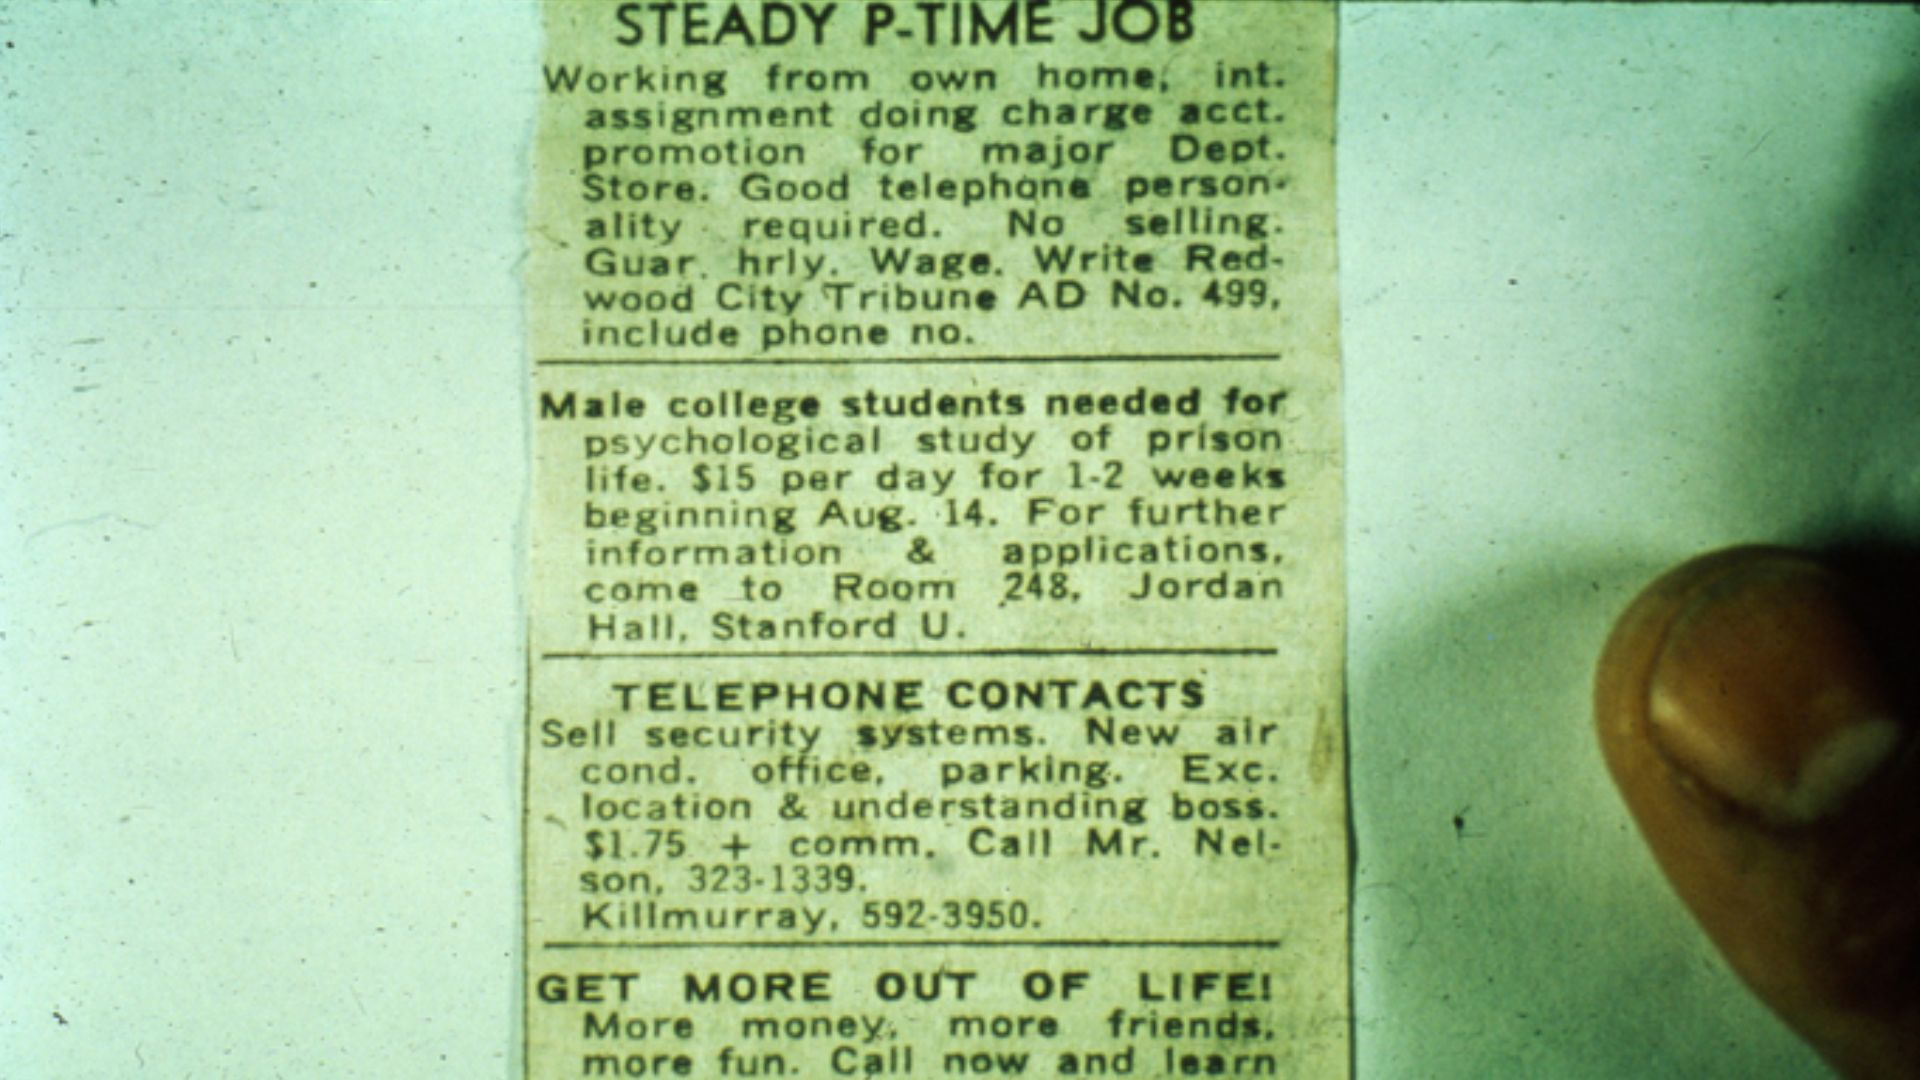 STEADY P-TIME JOB
Working from own home, int.
assignment doing charge acct.
promotion for major Dept.
Store. Good telephone person-
ality required. No selling.
Guar. hrly. Wage. Write Red-
wood City Tribune AD No. 499,
include phone no.
Male college students needed for
psychological study of prison
life. $15 per day for 1-2 weeks
beginning Aug. 14. For further
information & applications,
come to Room 248, Jordan
Hall, Stanford U.
TELEPHONE CONTACTS
Sell security systems. New air
cond. office, parking. Exc.
location & understanding boss.
$1.75 + comm. Call Mr. Nel-
son, 323-1339.
Killmurray, 592-3950.
GET MORE OUT OF LIFE!
More money, more friends,
more fun. Call now and learn